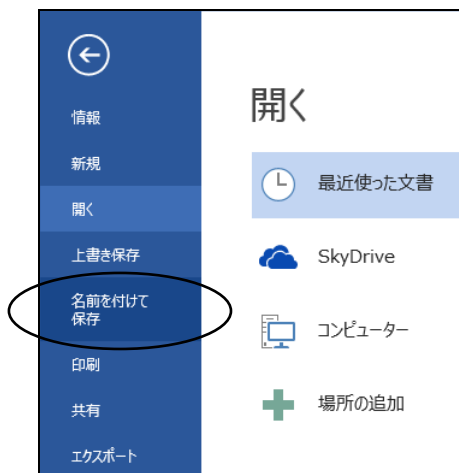 情報
新規
開く
上書き保存
名前を付けて
保存
印刷
共有
エクスポート
開く
最近使った文書
SkyDrive
コンピューター
場所の追加